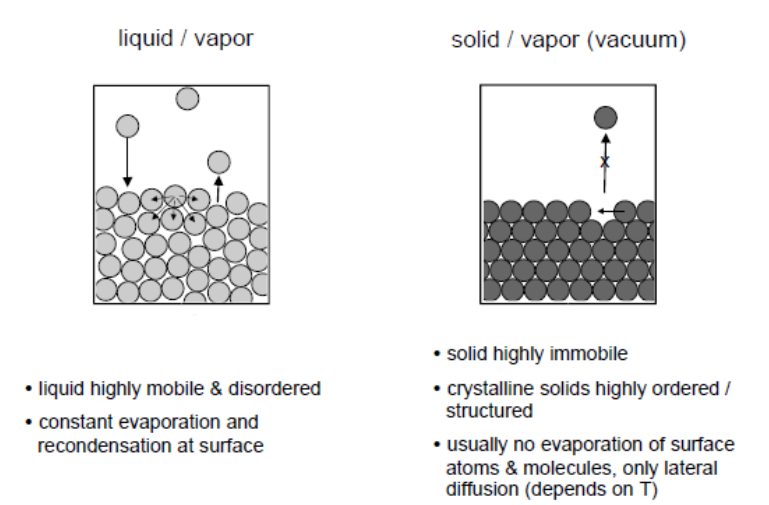 liquid / vapor
solid / vapor (vacuum)
x
• liquid highly mobile & disordered
• constant evaporation and
recondensation at surface
• solid highly immobile
• crystalline solids highly ordered /
structured
• usually no evaporation of surface
atoms & molecules, only lateral
diffusion (depends on T)